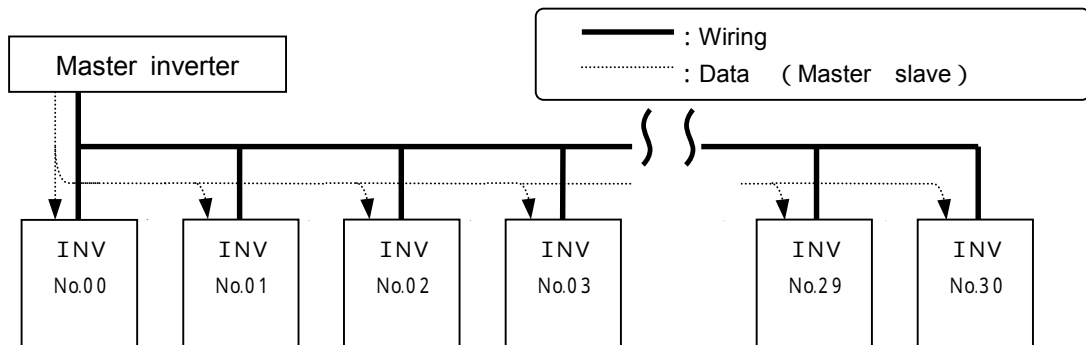 Master inverter
: Wiring
: Data （Master slave）
INV INV INV INV INV INV
No.00 No.01 No.02 No.03 No.29 No.30